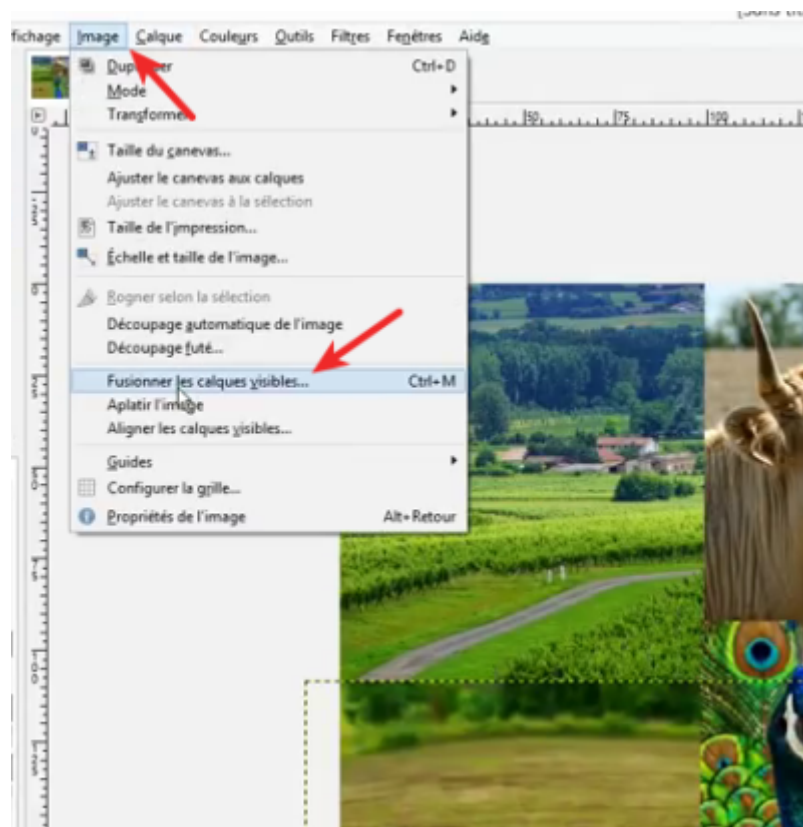 Image Calque Couleurs Outils Filtres Fenêtres Aide
Ctrl+D
Mode
Transformer
Taille du canevas...
Ajuster le canevas aux calques
Ajuster le canevas à la sélection
Taille de l'impression...
Échelle et taille de l'image...
Rogner selon la sélection
Découpage automatique de l'image
Découpage futé...
Fusionner les calques visibles... Ctrl+M
Aplatir l'image
Aligner les calques visibles...
Guides
Configurer la grille...
Propriétés de l'image Alt+Retour